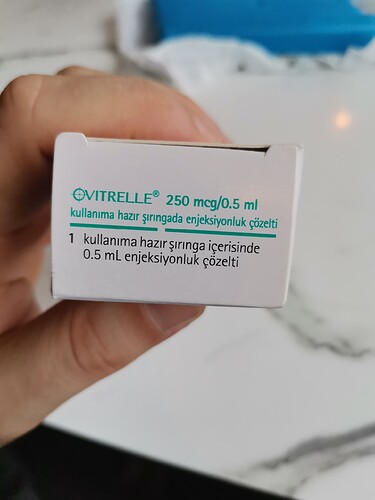 OVITRELLE® 250 mcg/0.5 ml
kullanıma hazır şırıngada enjeksiyonluk çözelti
1 kullanıma hazır şırınga içerisinde
0.5 mL enjeksiyonluk çözelti